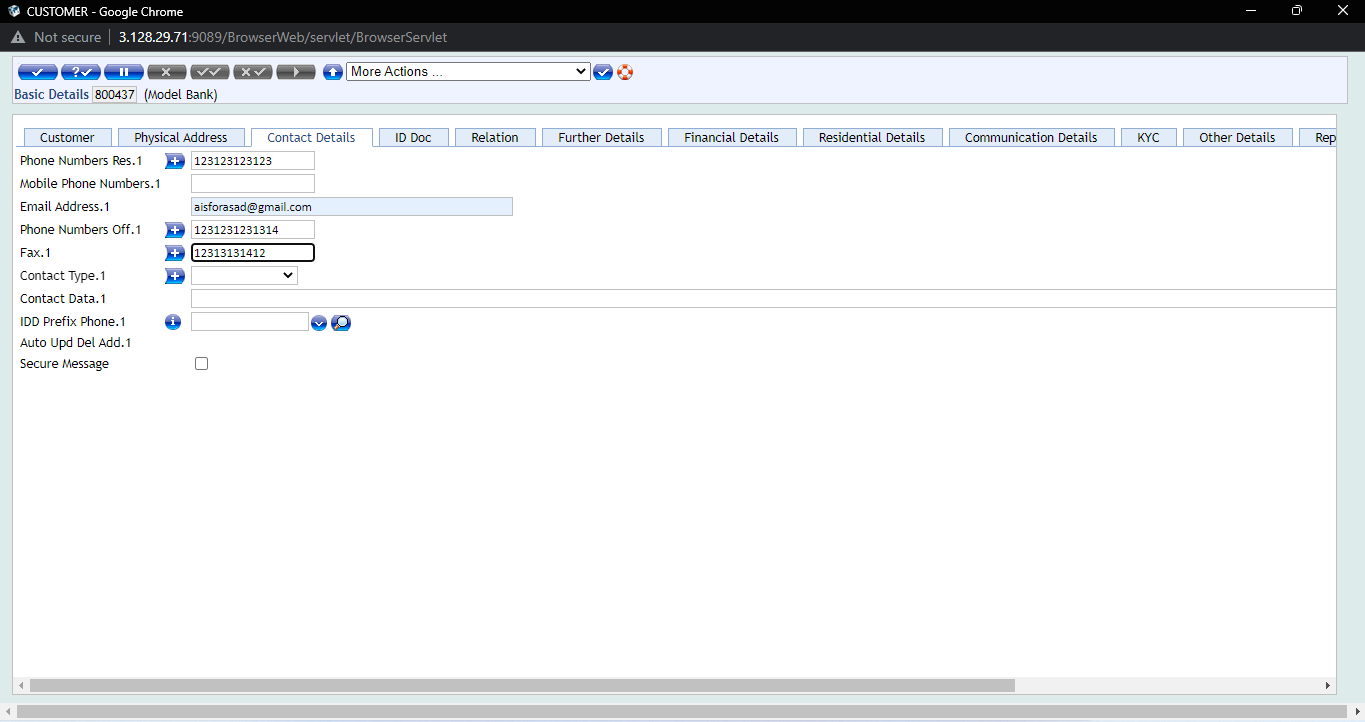 CUSTOMER - Google Chrome
Not secure 3.128.29.71:9089/BrowserWeb/servlet/BrowserServlet
More Actions ...
Basic Details 800437 (Model Bank)
Customer Physical Address Contact Details ID Doc Relation Further Details Financial Details Residential Details Communication Details KYC Other Details Rep
Phone Numbers Res.1 123123123123
Mobile Phone Numbers.1
Email Address.1 aisforasad@gmail.com
Phone Numbers Off.1 1231231231314
Fax.1 12313131412
Contact Type.1
Contact Data.1
IDD Prefix Phone.1
Auto Upd Del Add.1
Secure Message